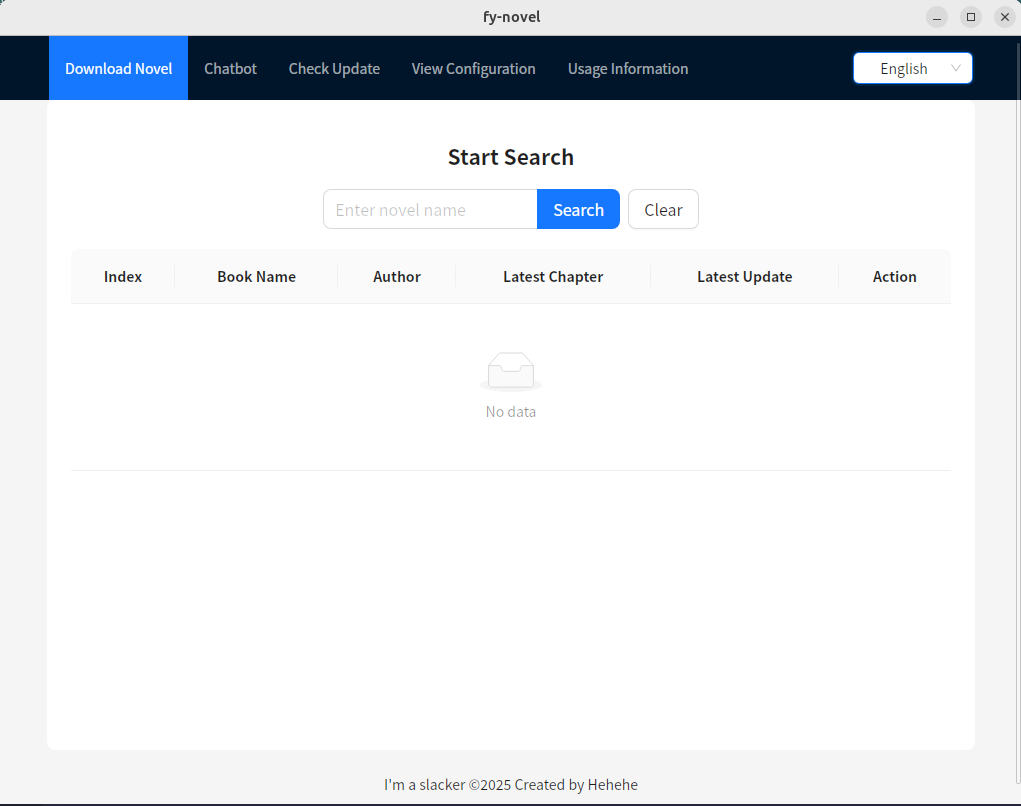 fy-novel
Download Novel Chatbot Check Update View Configuration Usage Information English
Start Search
Enter novel name Search Clear
Index Book Name Author Latest Chapter Latest Update Action
No data
I'm a slacker ©2025 Created by Hehehe